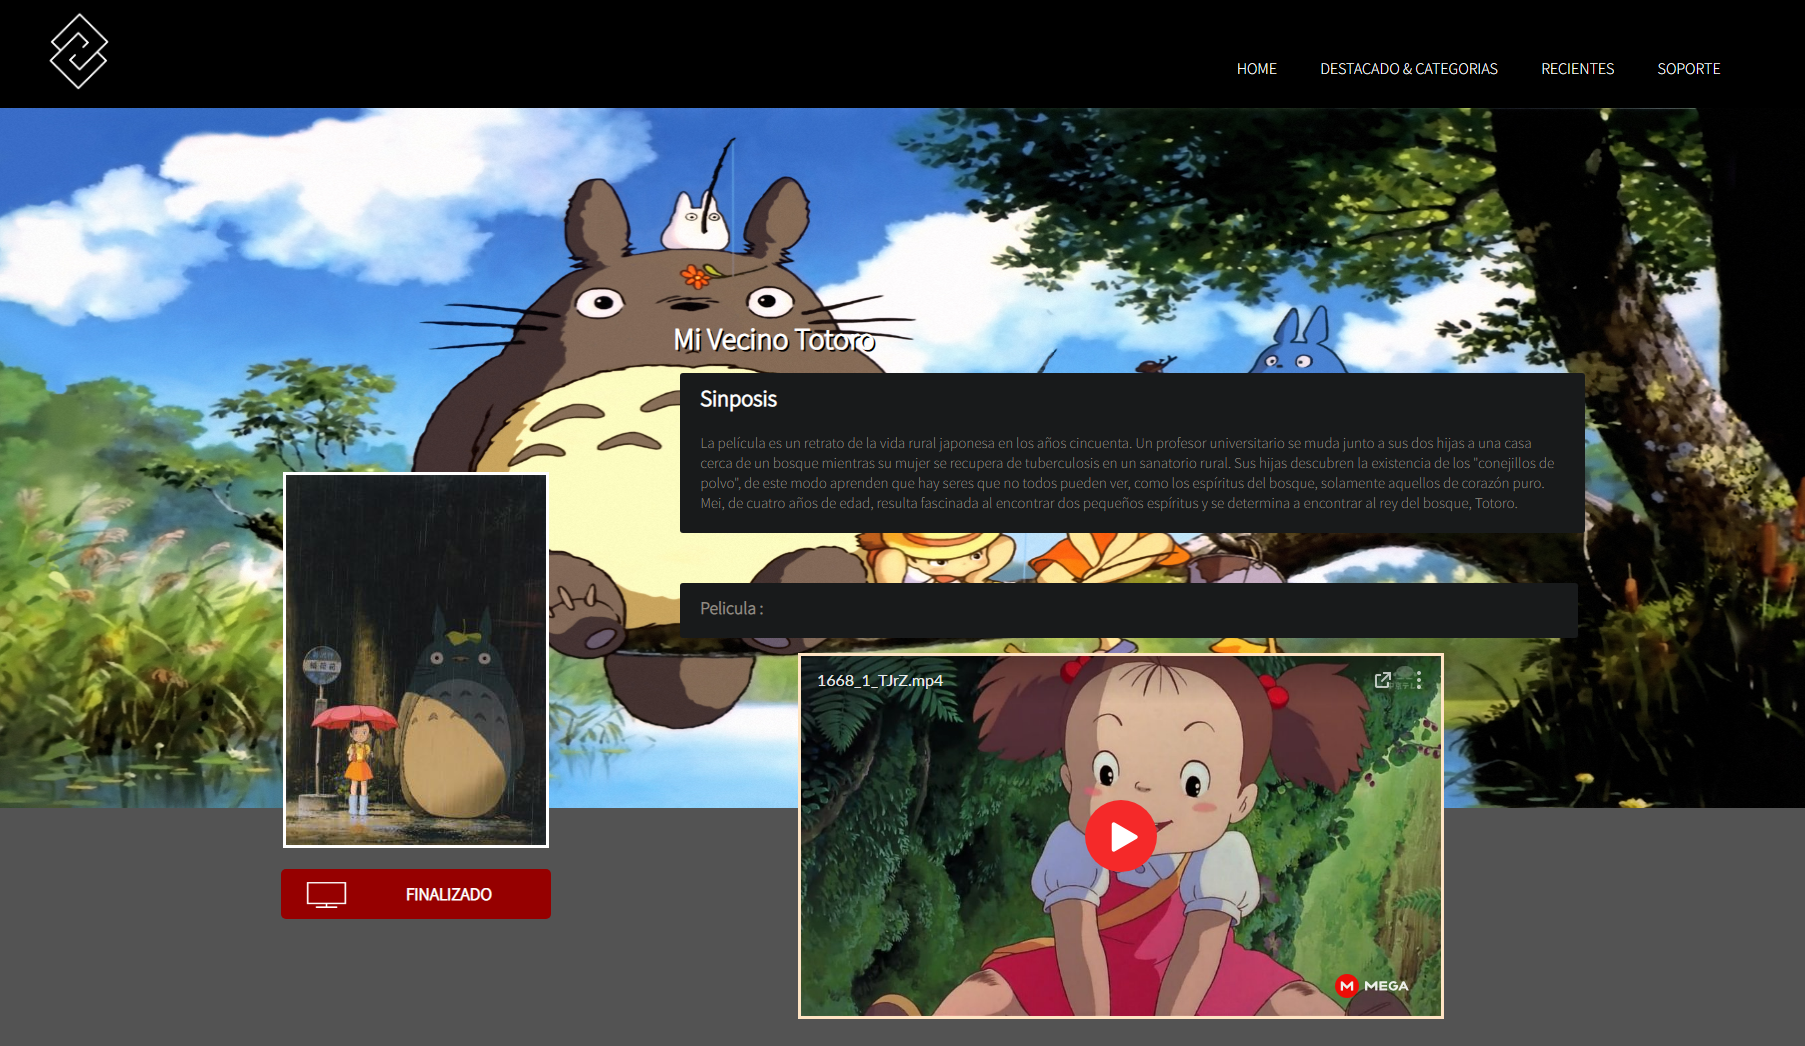 HOME DESTACADO & CATEGORIAS RECIENTES SOPORTE
Mi Vecino Totoro
Sinposis
La película es un retrato de la vida rural japonesa en los años cincuenta. Un profesor universitario se muda junto a sus dos hijas a una casa
cerca de un bosque mientras su mujer se recupera de tuberculosis en un sanatorio rural. Sus hijas descubren la existencia de los "conejillos de
polvo", de este modo aprenden que hay seres que no todos pueden ver, como los espíritus del bosque, solamente aquellos de corazón puro.
Mei, de cuatro años de edad, resulta fascinada al encontrar dos pequeños espíritus y se determina a encontrar al rey del bosque, Totoro.
Pelicula :
1668_1_TJrZ.mp4
FINALIZADO
M MEGA